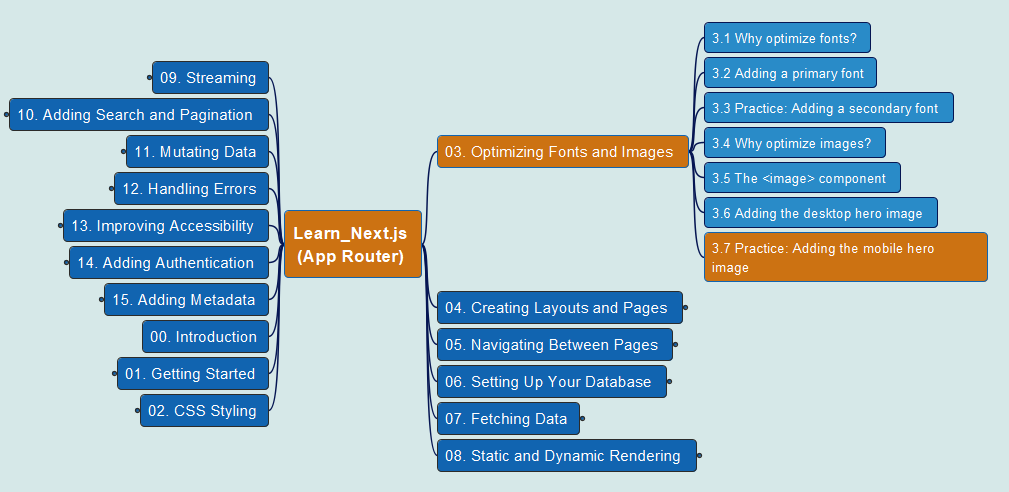 Learn_Next.js
(App Router)
03. Optimizing Fonts and Images
3.1 Why optimize fonts?
3.2 Adding a primary font
3.3 Practice: Adding a secondary font
3.4 Why optimize images?
3.5 The <image> component
3.6 Adding the desktop hero image
3.7 Practice: Adding the mobile hero
image
04. Creating Layouts and Pages
05. Navigating Between Pages
06. Setting Up Your Database
07. Fetching Data
08. Static and Dynamic Rendering
09. Streaming
10. Adding Search and Pagination
11. Mutating Data
12. Handling Errors
13. Improving Accessibility
14. Adding Authentication
15. Adding Metadata
00. Introduction
01. Getting Started
02. CSS Styling